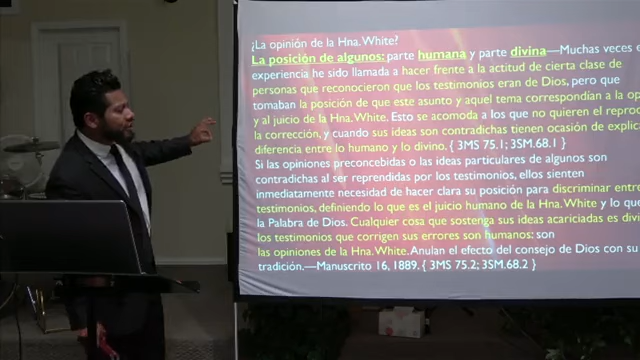 ¿La opinión de la Hna. White?
La posición de algunos: parte humana y parte divina—Muchas veces e
experiencia he sido llamada a hacer frente a la actitud de cierta clase de
personas que reconocieron que los testimonios eran de Dios, pero que
tomaban la posición de que este asunto y aquel tema correspondían a la op
y al juicio de la Hna. White. Esto se acomoda a los que no quieren el reproc
la corrección, y cuando sus ideas son contradichas tienen ocasión de explic
diferencia entre lo humano y lo divino. { 3MS 75.1; 3SM.68.1 }
Si las opiniones preconcebidas o las ideas particulares de algunos son
contradichas al ser reprendidas por los testimonios, ellos sienten
inmediatamente necesidad de hacer clara su posición para discriminar entre
testimonios, definiendo lo que es el juicio humano de la Hna. White y lo que
la Palabra de Dios. Cualquier cosa que sostenga sus ideas acariciadas es divi
los testimonios que corrigen sus errores son humanos: son
las opiniones de la Hna. White. Anulan el efecto del consejo de Dios con su
tradición.—Manuscrito 16, 1889. { 3MS 75.2; 3SM.68.2 }